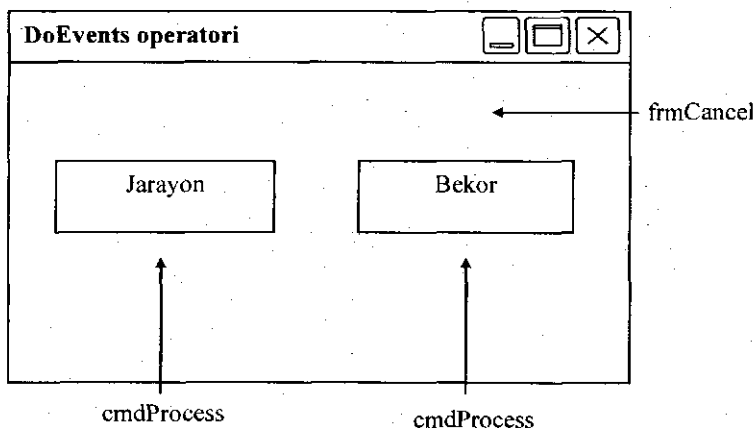 DoEvents operatori
frmCancel
Jarayon
Bekor
cmdProcess
cmdProcess